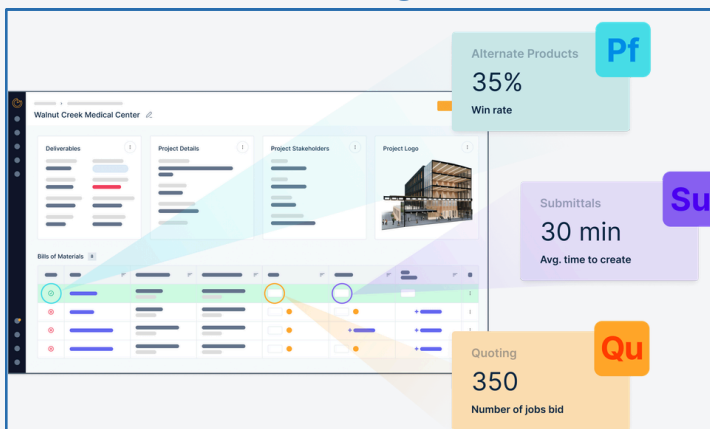 Alternate Products
Pf
35%
Win rate
Walnut Creek Medical Center
Deliverables
Project Details
Project Stakeholders
Project Logo
Submittals
Su
30 min
Avg. time to create
Bills of Materials 8
Quoting
Qu
350
Number of jobs bid